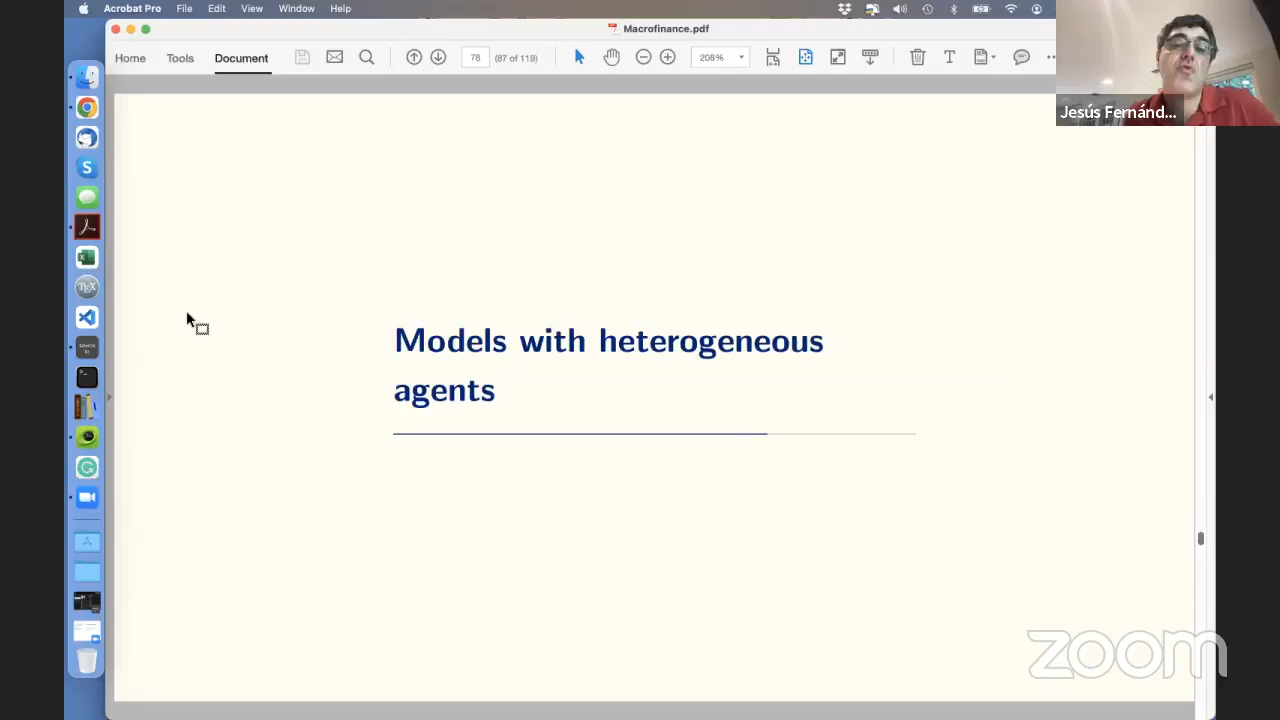 Acrobat Pro File Edit View Window Help
Macrofinance.pdf
Home Tools Document 78 (87 of 119) 208%
Jesús Fernánd...
Models with heterogeneous
agents
zoom